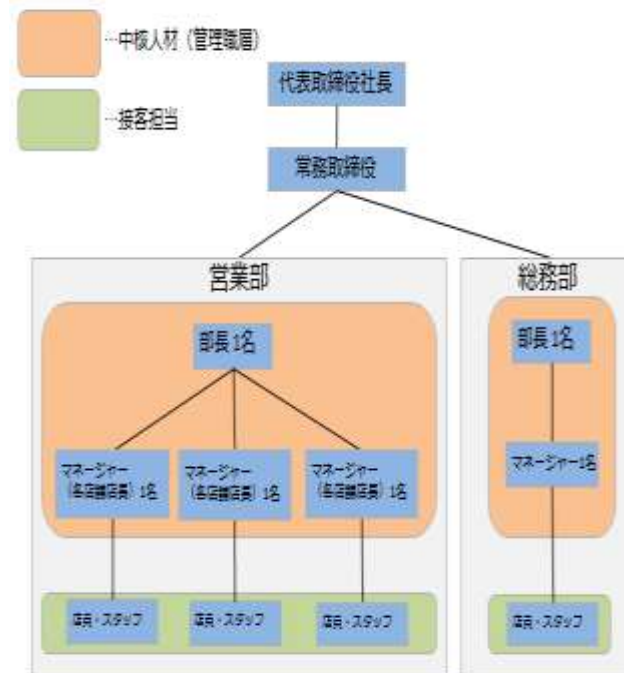 …中核人材（管理職層）
…接客担当
代表取締役社長
常務取締役
営業部
総務部
部長1名
部長1名
マネージャー
（各店舗店長）1名
マネージャー
（各店舗店長）1名
マネージャー
（各店舗店長）1名
マネージャー1名
店員・スタッフ
店員・スタッフ
店員・スタッフ
店員・スタッフ